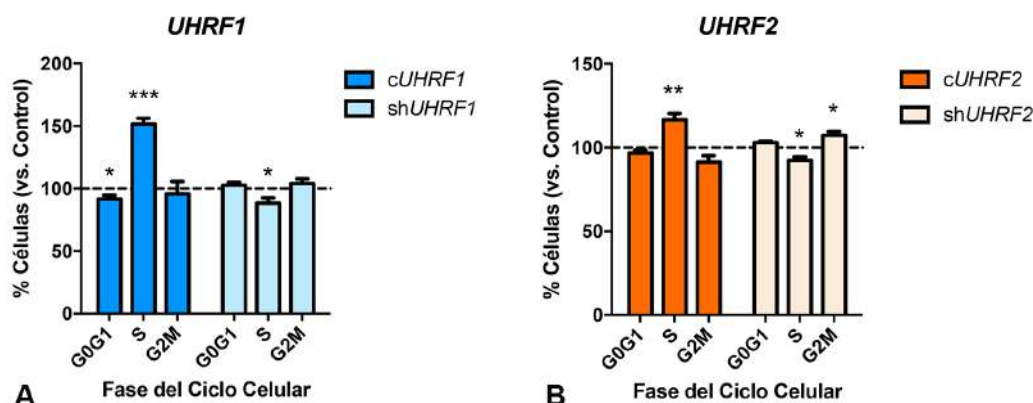 UHRF1
% Células (vs. Control)
200
150
100
50
0
*
***
*
G0G1
S
G2M
G0G1
S
G2M
Fase del Ciclo Celular
cUHRF1
shUHRF1
A
UHRF2
% Células (vs. Control)
150
100
50
0
**
*
*
G0G1
S
G2M
G0G1
S
G2M
Fase del Ciclo Celular
cUHRF2
shUHRF2
B